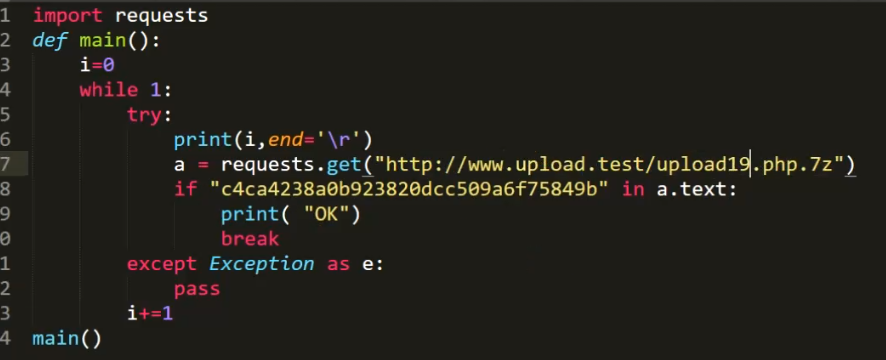 1 import requests
2 def main():
3     i=0
4     while 1:
5         try:
6             print(i,end='\r')
7             a = requests.get("http://www.upload.test/upload19.php.7z")
8             if "c4ca4238a0b923820dcc509a6f75849b" in a.text:
9                 print( "OK")
0                 break
1         except Exception as e:
2             pass
3         i+=1
4 main()